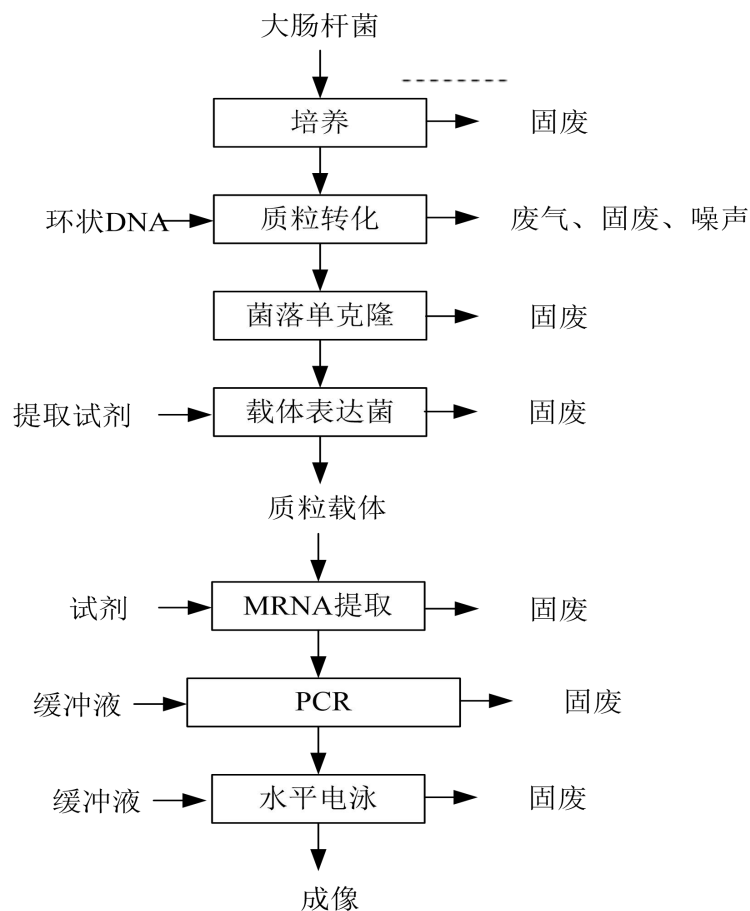 大肠杆菌
培养
固废
环状DNA
质粒转化
废气、固废、噪声
菌落单克隆
固废
提取试剂
载体表达菌
固废
质粒载体
试剂
MRNA提取
固废
缓冲液
PCR
固废
缓冲液
水平电泳
固废
成像